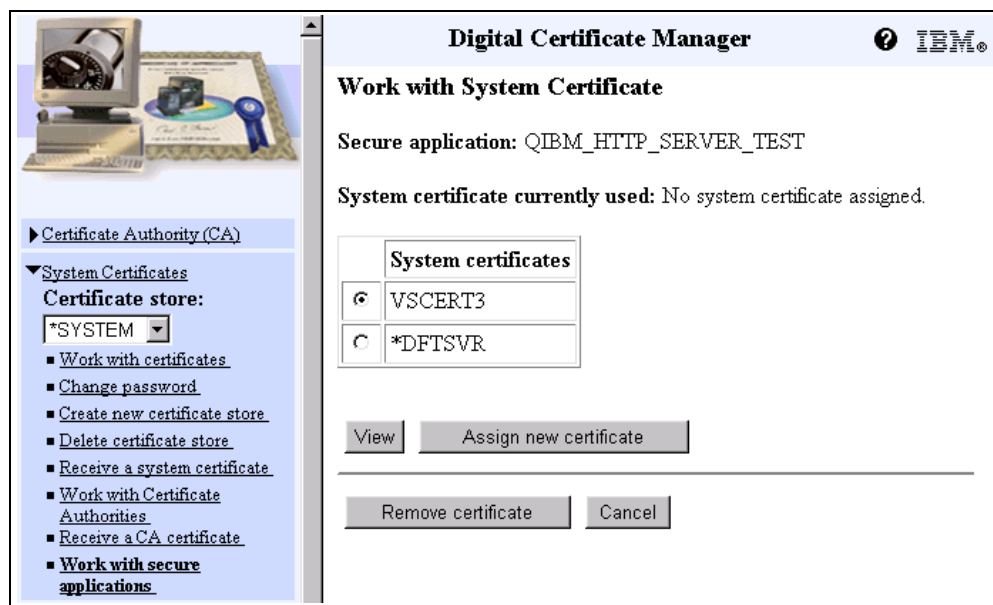 Digital Certificate Manager
IBM®
Work with System Certificate
Secure application: QIBM_HTTP_SERVER_TEST
System certificate currently used: No system certificate assigned.
System certificates
VSCERT3
*DFTSVR
View
Assign new certificate
Remove certificate
Cancel
Certificate Authority (CA)
System Certificates
Certificate store:
*SYSTEM
Work with certificates
Change password
Create new certificate store
Delete certificate store
Receive a system certificate
Work with Certificate
Authorities
Receive a CA certificate
Work with secure
applications